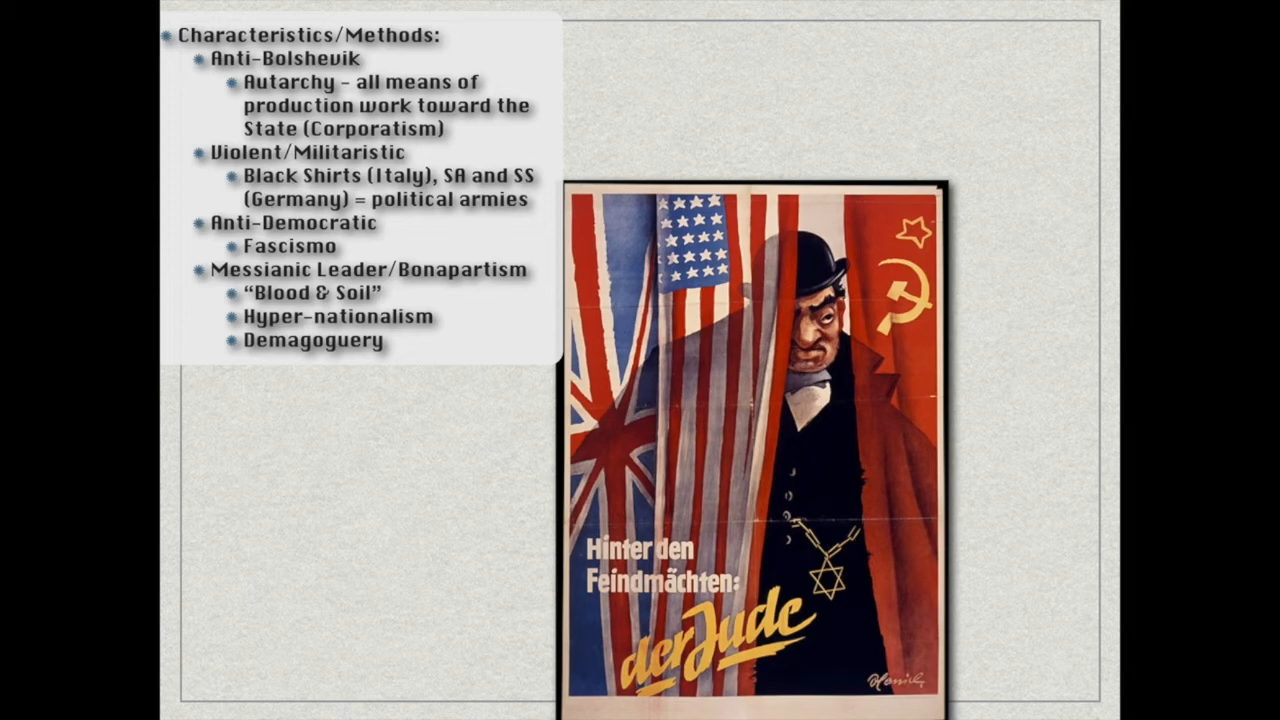 Characteristics/Methods:
Anti-Bolshevik
Autarchy - all means of
production work toward the
State (Corporatism)
Violent/Militaristic
Black Shirts (Italy), SA and SS
(Germany) = political armies
Anti-Democratic
Fascismo
Messianic Leader/Bonapartism
“Blood & Soil”
Hyper-nationalism
Demagoguery
Hinter den
Feindmächten:
der Jude